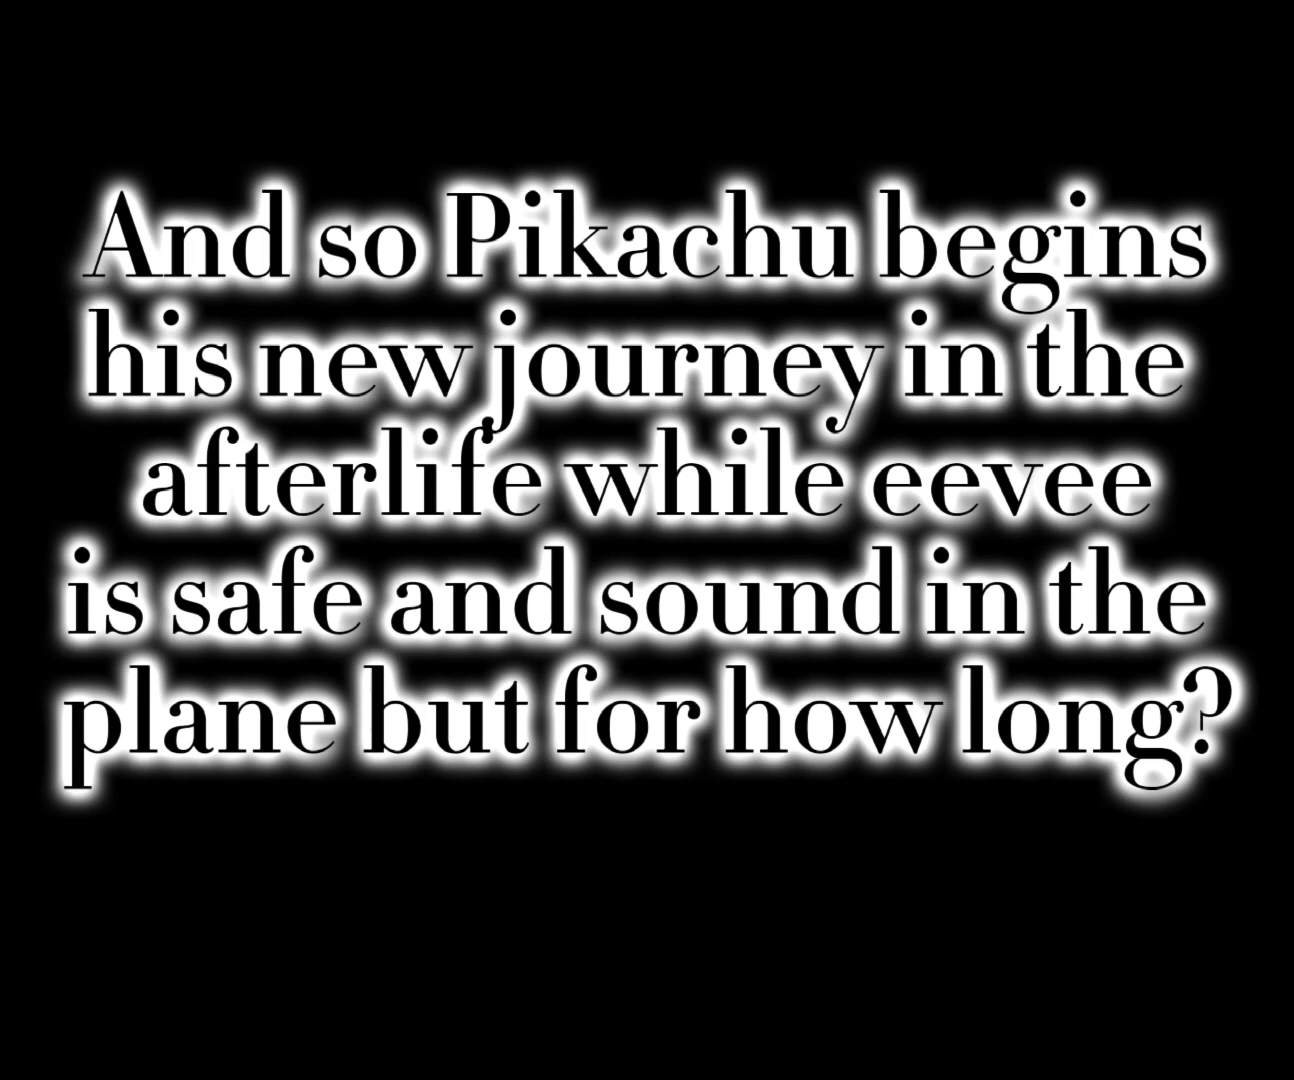 And so Pikachu begins
his new journey in the
afterlife while eevee
is safe and sound in the
plane but for how long?